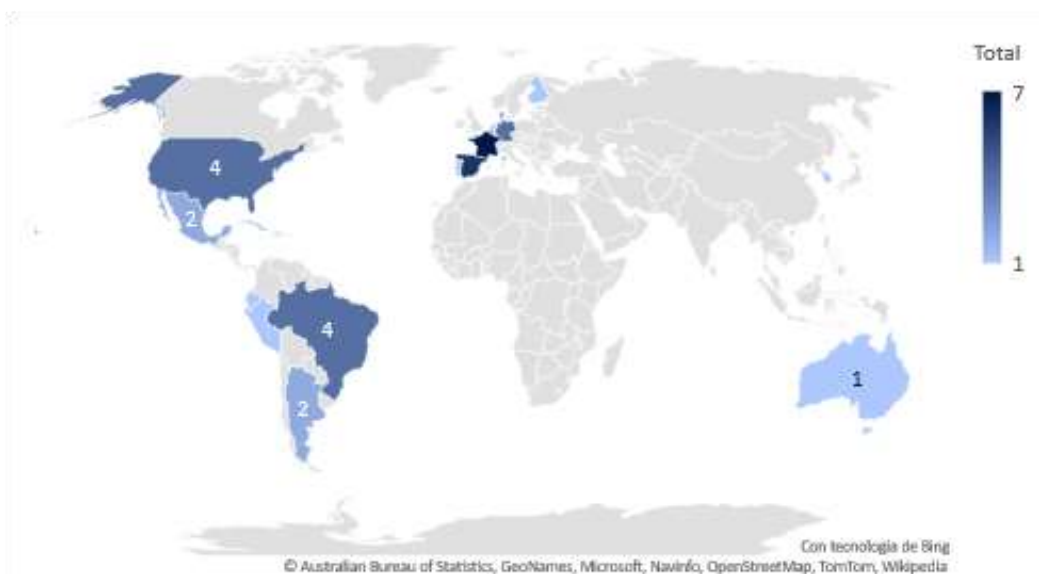 Total
7
4
2
1
4
1
2
Con tecnología de Bing
© Australian Bureau of Statistics, GeoNames, Microsoft, Navinfo, OpenStreetMap, TomTom, Wikipedia